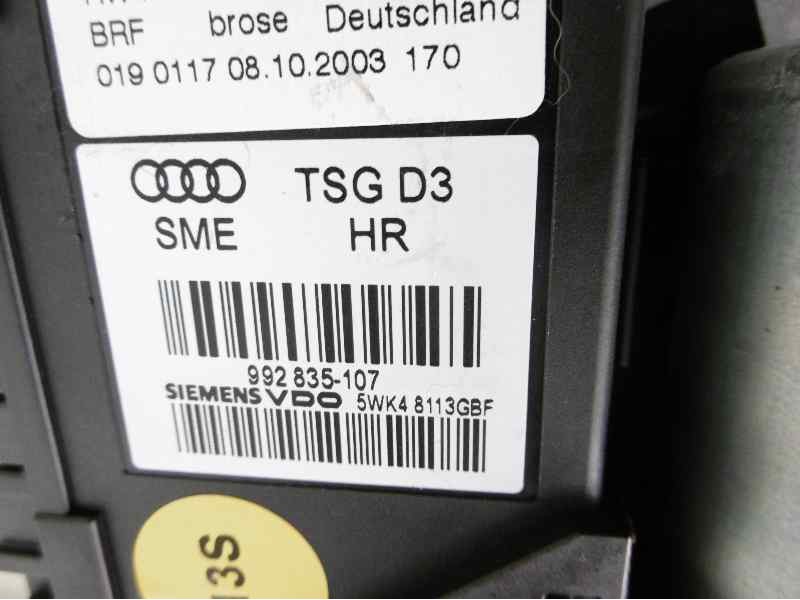 BRF brose Deutschland
019 0117 08.10.2003 170
TSG D3
SME HR
992 835-107
SIEMENS VDO 5WK4 8113GBF
13S